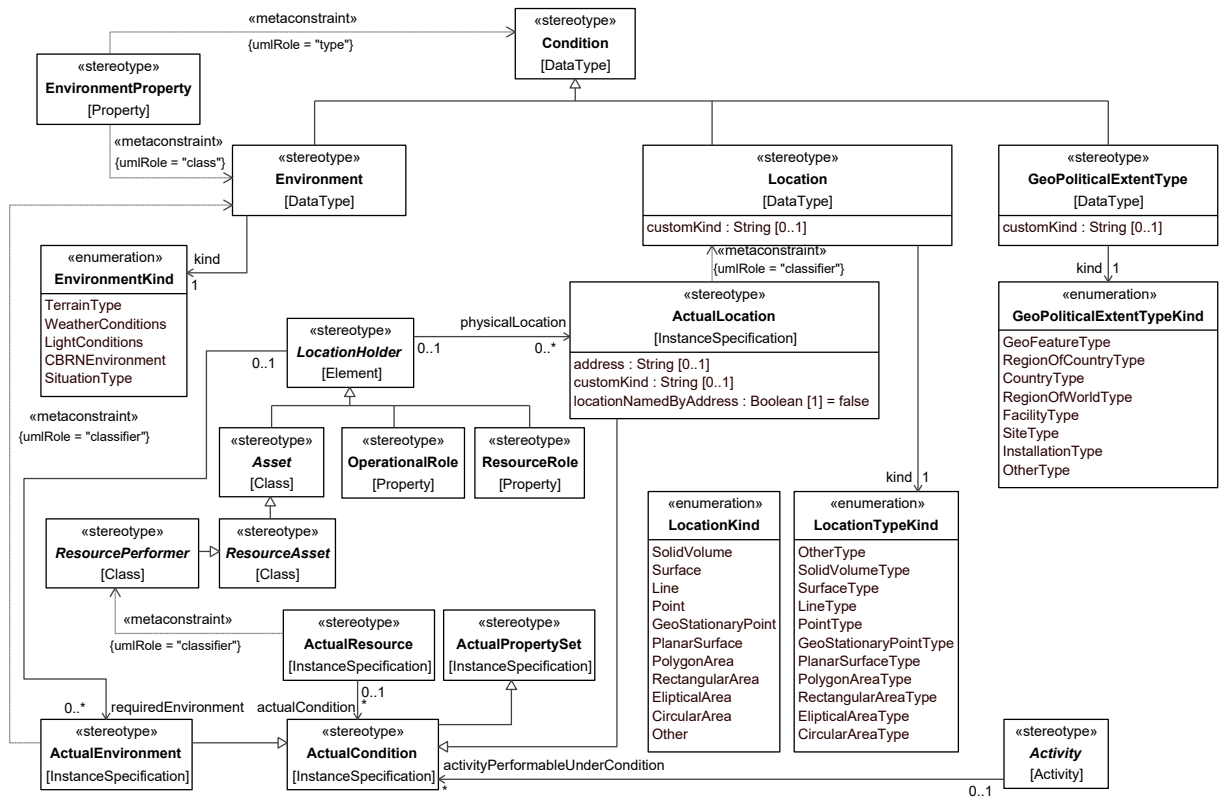 «metaconstraint»
{umlRole = "type"}
«stereotype»
Condition
[DataType]
«stereotype»
EnvironmentProperty
[Property]
«metaconstraint»
{umlRole = "class"}
«stereotype»
Environment
[DataType]
«stereotype»
Location
[DataType]
customKind : String [0..1]
«stereotype»
GeoPoliticalExtentType
[DataType]
customKind : String [0..1]
«enumeration»
EnvironmentKind
TerrainType
WeatherConditions
LightConditions
CBRNEnvironment
SituationType
kind
1
«metaconstraint»
{umlRole = "classifier"}
kind 1
«enumeration»
GeoPoliticalExtentTypeKind
GeoFeatureType
RegionOfCountryType
CountryType
RegionOfWorldType
FacilityType
SiteType
InstallationType
OtherType
«stereotype»
ActualLocation
[InstanceSpecification]
address : String [0..1]
customKind : String [0..1]
locationNamedByAddress : Boolean [1] = false
«stereotype»
LocationHolder
[Element]
physicalLocation
0..1
0..*
0..1
«metaconstraint»
{umlRole = "classifier"}
«stereotype»
Asset
[Class]
«stereotype»
OperationalRole
[Property]
«stereotype»
ResourceRole
[Property]
kind 1
«enumeration»
LocationKind
SolidVolume
Surface
Line
Point
GeoStationaryPoint
PlanarSurface
PolygonArea
RectangularArea
ElipticalArea
CircularArea
Other
«enumeration»
LocationTypeKind
OtherType
SolidVolumeType
SurfaceType
LineType
PointType
GeoStationaryPointType
PlanarSurfaceType
PolygonAreaType
RectangularAreaType
ElipticalAreaType
CircularAreaType
«stereotype»
ResourcePerformer
[Class]
«stereotype»
ResourceAsset
[Class]
«metaconstraint»
{umlRole = "classifier"}
«stereotype»
ActualResource
[InstanceSpecification]
«stereotype»
ActualPropertySet
[InstanceSpecification]
0..1
0..*
requiredEnvironment
actualCondition
*
«stereotype»
ActualEnvironment
[InstanceSpecification]
«stereotype»
ActualCondition
[InstanceSpecification]
activityPerformableUnderCondition
*
0..1
«stereotype»
Activity
[Activity]